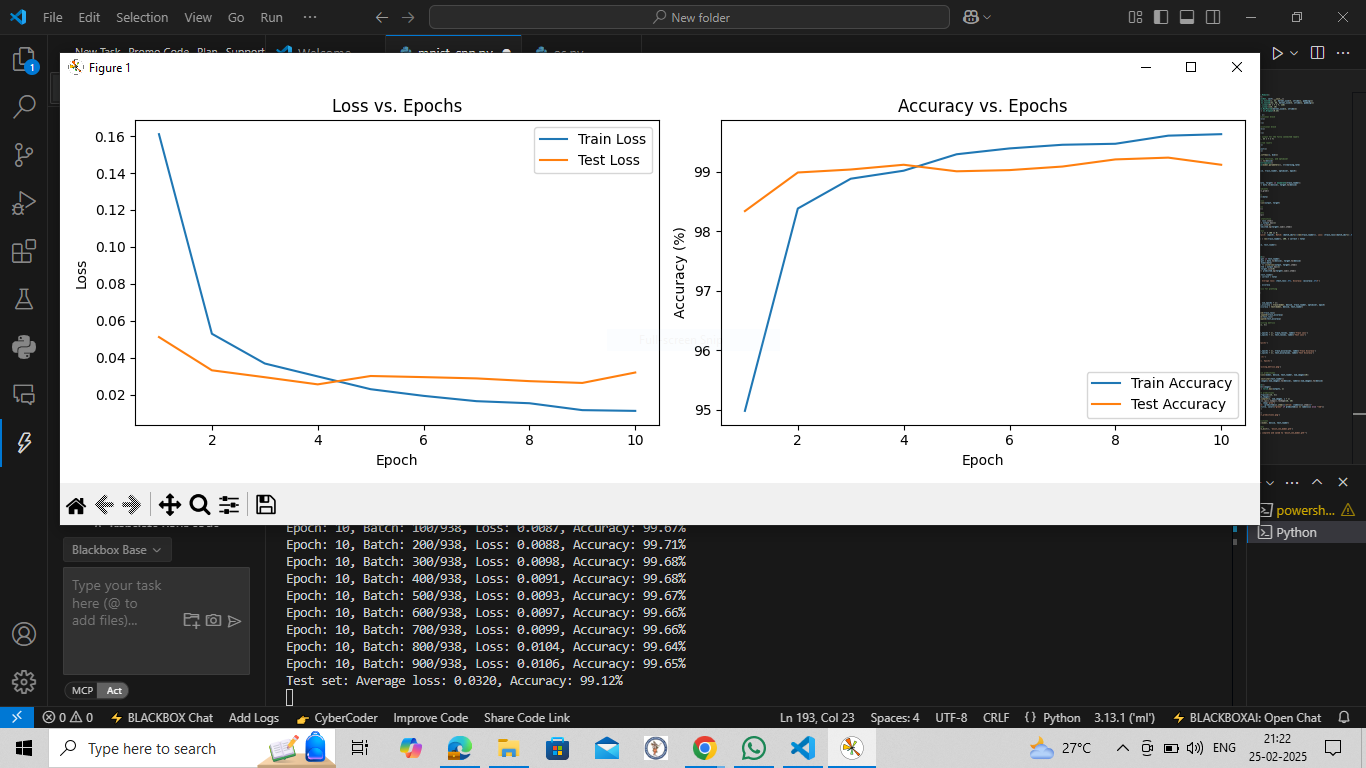 File Edit Selection View Go Run ···
New folder
New Task Promo Code Plan Support
Welcome
mnist_cnn.py
Figure 1
Loss vs. Epochs
Train Loss
Test Loss
0.16
0.14
0.12
0.10
0.08
0.06
0.04
0.02
Loss
2 4 6 8 10
Epoch
Accuracy vs. Epochs
99
98
97
96
95
Accuracy (%)
Train Accuracy
Test Accuracy
2 4 6 8 10
Epoch
1
Blackbox Base
Type your task
here (@ to
add files)...
MCP Act
Epoch: 10, Batch: 100/938, Loss: 0.0087, Accuracy: 99.67%
Epoch: 10, Batch: 200/938, Loss: 0.0088, Accuracy: 99.71%
Epoch: 10, Batch: 300/938, Loss: 0.0098, Accuracy: 99.68%
Epoch: 10, Batch: 400/938, Loss: 0.0091, Accuracy: 99.68%
Epoch: 10, Batch: 500/938, Loss: 0.0093, Accuracy: 99.67%
Epoch: 10, Batch: 600/938, Loss: 0.0097, Accuracy: 99.66%
Epoch: 10, Batch: 700/938, Loss: 0.0099, Accuracy: 99.66%
Epoch: 10, Batch: 800/938, Loss: 0.0104, Accuracy: 99.64%
Epoch: 10, Batch: 900/938, Loss: 0.0106, Accuracy: 99.65%
Test set: Average loss: 0.0320, Accuracy: 99.12%
powersh...
Python
0 0 BLACKBOX Chat Add Logs CyberCoder Improve Code Share Code Link Ln 193, Col 23 Spaces: 4 UTF-8 CRLF {} Python 3.13.1 ('ml') BLACKBOXAI: Open Chat
Type here to search
27°C
ENG
21:22
25-02-2025